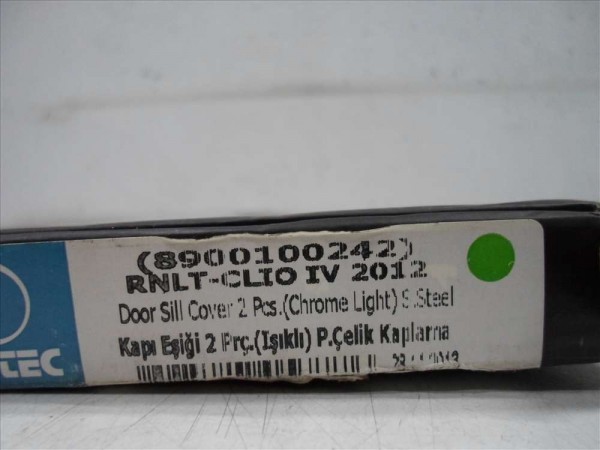 (8900100242)
RNLT-CLIO IV 2012
Door Sill Cover 2 Pcs.(Chrome Light) S.Steel
Kapı Eşiği 2 Prç.(Işıklı) P.Çelik Kaplama
TEC